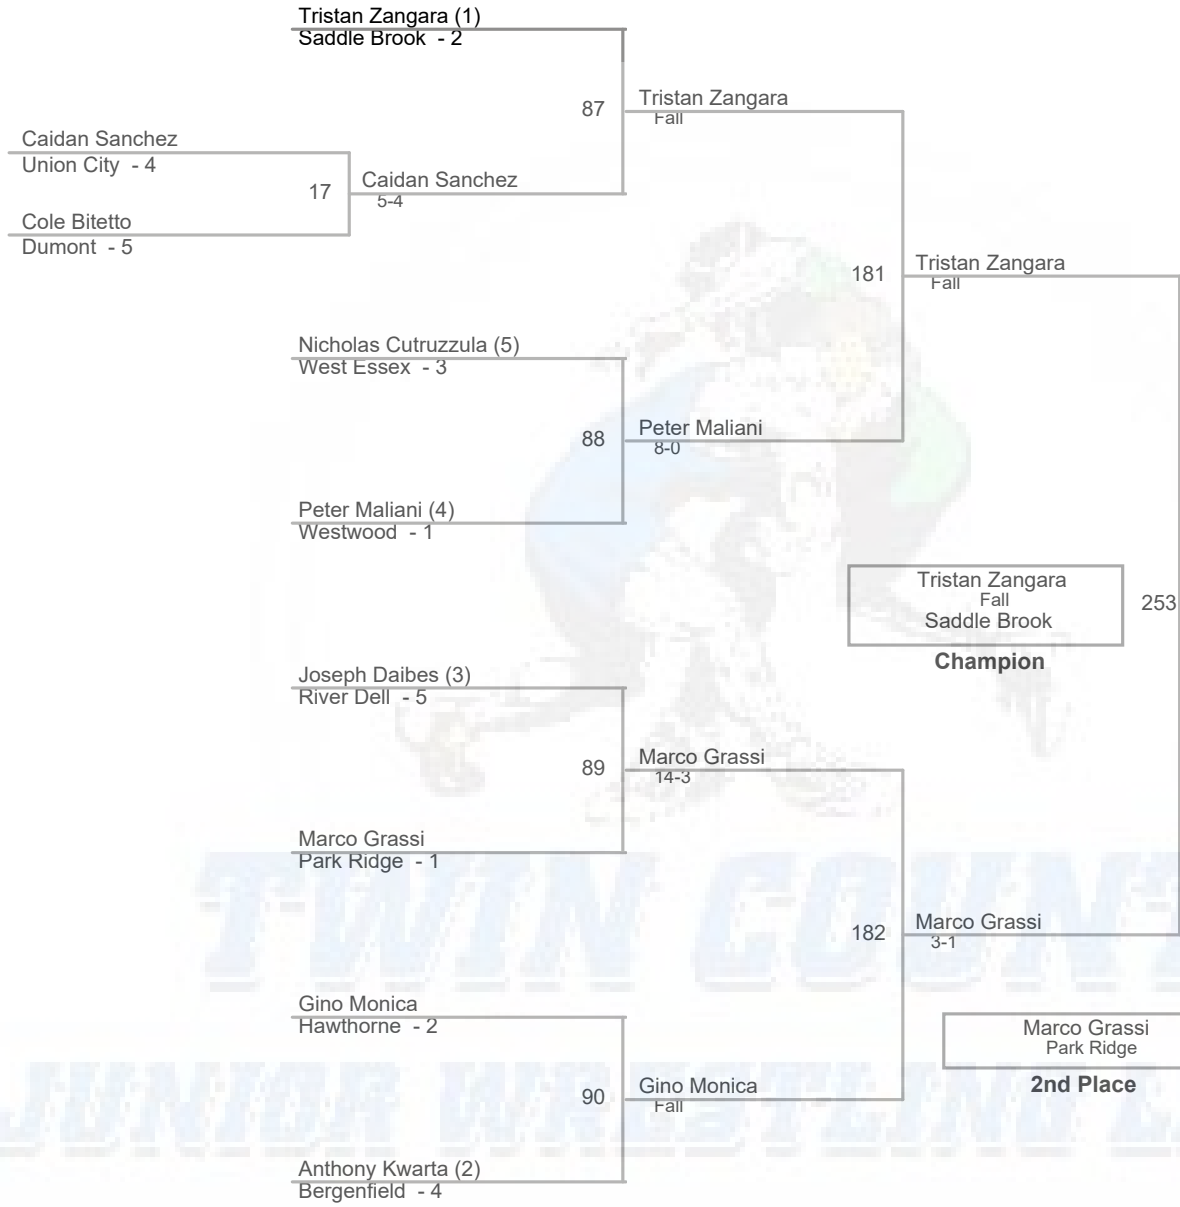 Tristan Zangara (1)
Saddle Brook - 2
87
Tristan Zangara
Fall
Caidan Sanchez
Union City - 4
17
Caidan Sanchez
5-4
Cole Bitetto
Dumont - 5
181
Tristan Zangara
Fall
Nicholas Cutruzzula (5)
West Essex - 3
88
Peter Maliani
8-0
Peter Maliani (4)
Westwood - 1
Tristan Zangara
Fall
Saddle Brook
253
Champion
Joseph Daibes (3)
River Dell - 5
89
Marco Grassi
14-3
Marco Grassi
Park Ridge - 1
TWIN COUN
182
Marco Grassi
3-1
Gino Monica
Hawthorne - 2
Marco Grassi
Park Ridge
2nd Place
JUNIOR WRESTLING
90
Gino Monica
Fall
Anthony Kwarta (2)
Bergenfield - 4